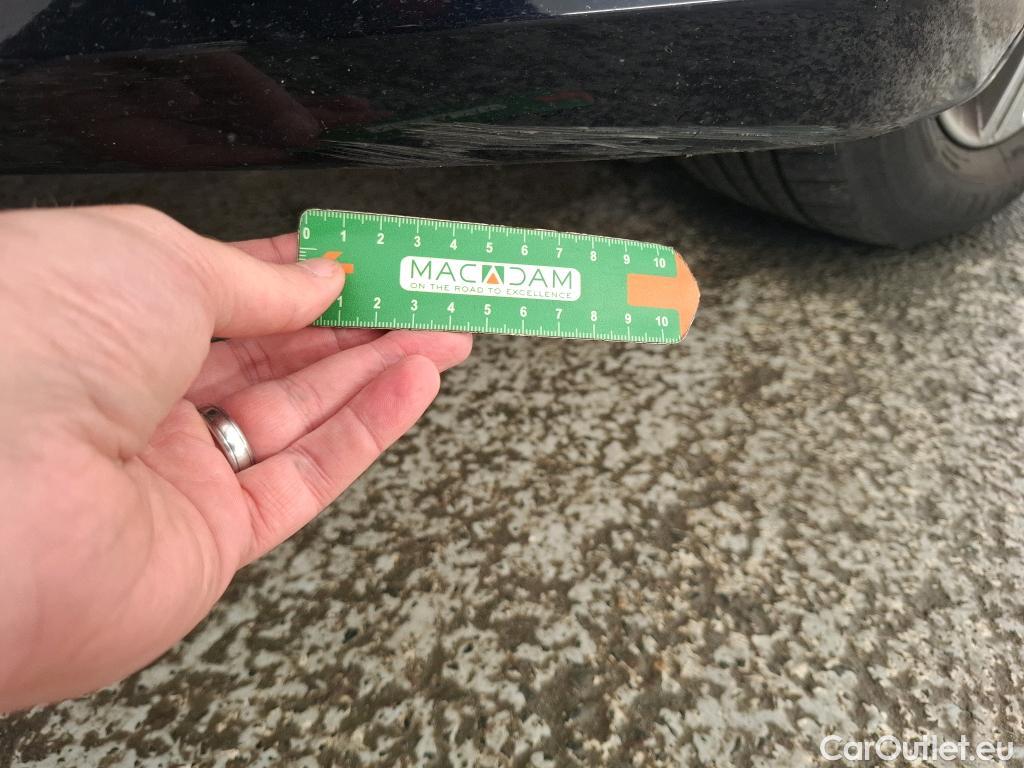 0 1 2 3 4 5 6 7 8 9 10
MACADAM
ON THE ROAD TO EXCELLENCE
1 2 3 4 5 6 7 8 9 10
CarOutlet.eu